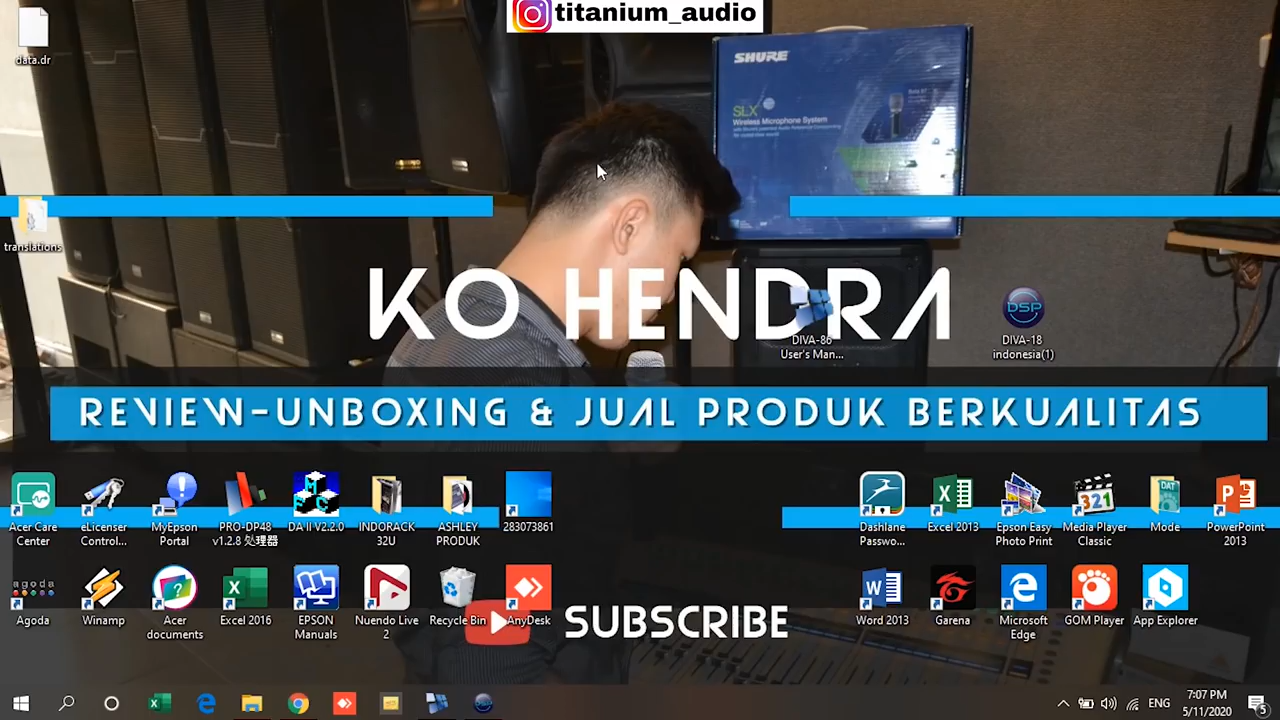 titanium_audio
data.dr
SHURE
SLX
Wireless Microphone System
translations
KO HENDRA
DIVA-86
User's Man...
DSP
DIVA-18
indonesia(1)
REVIEW-UNBOXING & JUAL PRODUK BERKUALITAS
Acer Care
Center
eLicenser
Control...
MyEpson
Portal
PRO-DP48
v1.2.8 处理器
DA II V2.2.0
INDORACK
32U
ASHLEY
PRODUK
283073861
Dashlane
Passwo...
Excel 2013
Epson Easy
Photo Print
321
Media Player
Classic
DAT
Mode
PowerPoint
2013
agoda
Agoda
Winamp
Acer
documents
Excel 2016
EPSON
Manuals
Nuendo Live
2
Recycle Bin
AnyDesk
SUBSCRIBE
Word 2013
Garena
Microsoft
Edge
GOM Player
App Explorer
ENG
7:07 PM
5/11/2020
5